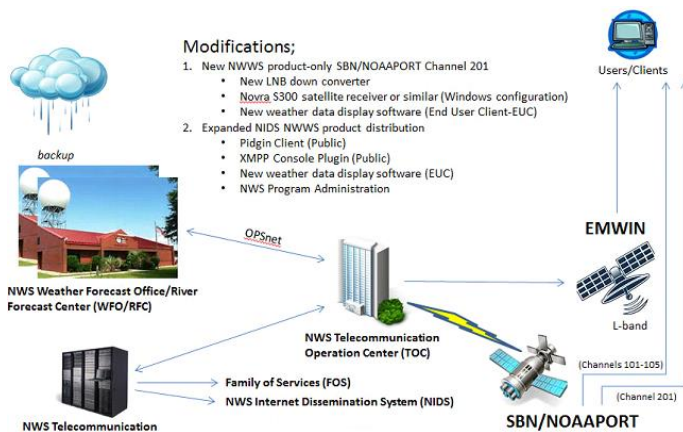 Modifications;
1. New NWWS product-only SBN/NOAAPORT Channel 201
• New LNB down converter
• Novra S300 satellite receiver or similar (Windows configuration)
• New weather data display software (End User Client-EUC)
2. Expanded NIDS NWWS product distribution
• Pidgin Client (Public)
• XMPP Console Plugin (Public)
• New weather data display software (EUC)
• NWS Program Administration
Users/Clients
backup
OPSnet
EMWIN
NWS Weather Forecast Office/River
Forecast Center (WFO/RFC)
L-band
NWS Telecommunication
Operation Center (TOC)
(Channels 101-105)
Family of Services (FOS)
(Channel 201)
NWS Internet Dissemination System (NIDS)
SBN/NOAAPORT
NWS Telecommunication